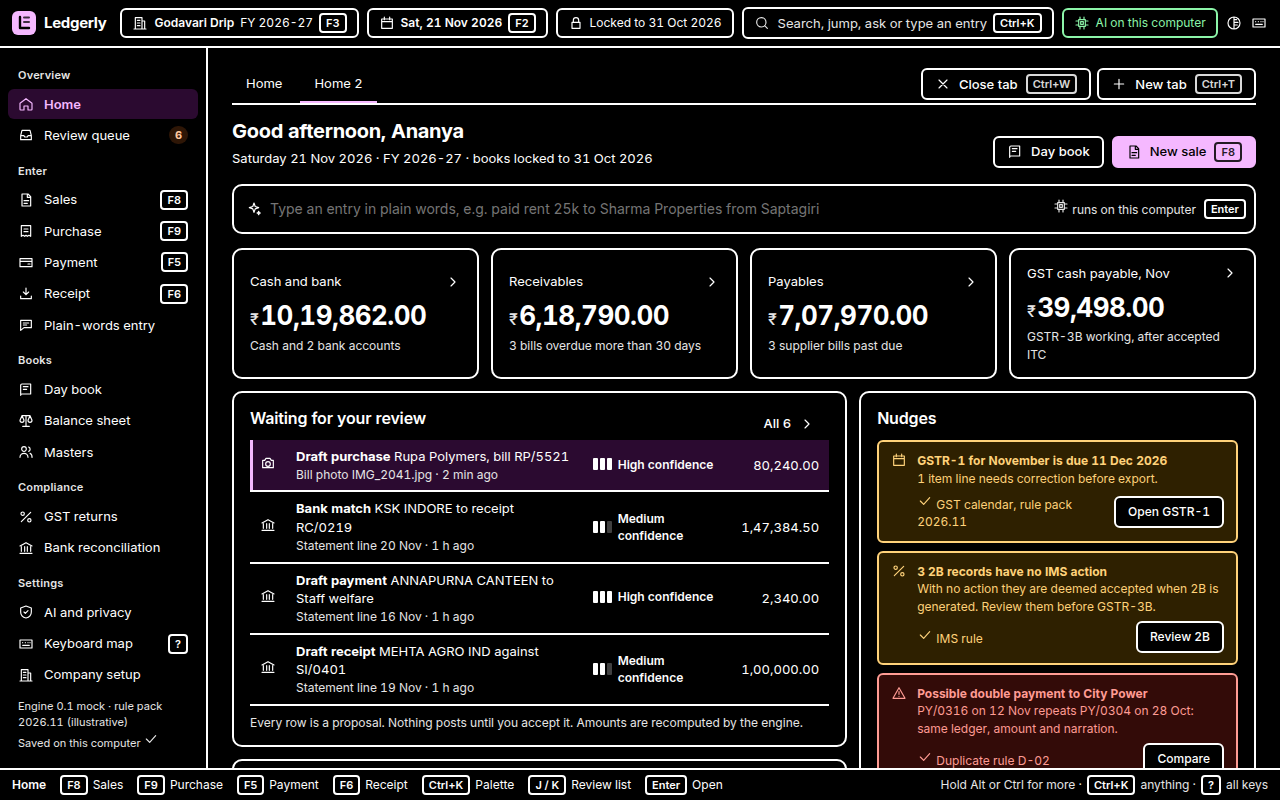 Ledgerly
Godavari Drip FY 2026-27 F3
Sat, 21 Nov 2026 F2
Locked to 31 Oct 2026
Search, jump, ask or type an entry Ctrl+K
AI on this computer
Overview
Home
Review queue 6
Enter
Sales F8
Purchase F9
Payment F5
Receipt F6
Plain-words entry
Books
Day book
Balance sheet
Masters
Compliance
GST returns
Bank reconciliation
Settings
AI and privacy
Keyboard map ?
Company setup
Engine 0.1 mock · rule pack
2026.11 (illustrative)
Saved on this computer
Home
Home 2
Close tab Ctrl+W
New tab Ctrl+T
Good afternoon, Ananya
Saturday 21 Nov 2026 · FY 2026-27 · books locked to 31 Oct 2026
Day book
New sale F8
Type an entry in plain words, e.g. paid rent 25k to Sharma Properties from Saptagiri
runs on this computer Enter
Cash and bank
₹10,19,862.00
Cash and 2 bank accounts
Receivables
₹6,18,790.00
3 bills overdue more than 30 days
Payables
₹7,07,970.00
3 supplier bills past due
GST cash payable, Nov
₹39,498.00
GSTR-3B working, after accepted
ITC
Waiting for your review
All 6
Draft purchase Rupa Polymers, bill RP/5521
Bill photo IMG_2041.jpg · 2 min ago
High confidence
80,240.00
Bank match KSK INDORE to receipt
RC/0219
Statement line 20 Nov · 1 h ago
Medium
confidence
1,47,384.50
Draft payment ANNAPURNA CANTEEN to
Staff welfare
Statement line 16 Nov · 1 h ago
High confidence
2,340.00
Draft receipt MEHTA AGRO IND against
SI/0401
Statement line 19 Nov · 1 h ago
Medium
confidence
1,00,000.00
Every row is a proposal. Nothing posts until you accept it. Amounts are recomputed by the engine.
Nudges
GSTR-1 for November is due 11 Dec 2026
1 item line needs correction before export.
GST calendar, rule pack
2026.11
Open GSTR-1
3 2B records have no IMS action
With no action they are deemed accepted when 2B is
generated. Review them before GSTR-3B.
IMS rule
Review 2B
Possible double payment to City Power
PY/0316 on 12 Nov repeats PY/0304 on 28 Oct:
same ledger, amount and narration.
Duplicate rule D-02
Compare
Home F8 Sales F9 Purchase F5 Payment F6 Receipt Ctrl+K Palette J / K Review list Enter Open
Hold Alt or Ctrl for more · Ctrl+K anything · ? all keys